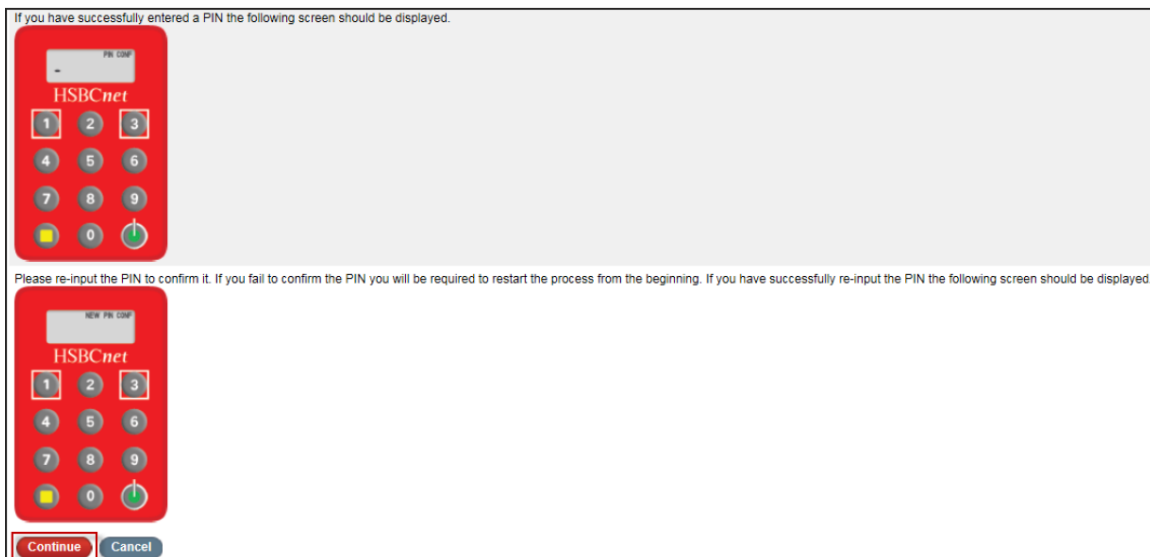 If you have successfully entered a PIN the following screen should be displayed.
PIN CONF
-
HSBCnet
1 2 3
4 5 6
7 8 9
0
Please re-input the PIN to confirm it. If you fail to confirm the PIN you will be required to restart the process from the beginning. If you have successfully re-input the PIN the following screen should be displayed
NEW PIN CONF
HSBCnet
1 2 3
4 5 6
7 8 9
0
Continue Cancel